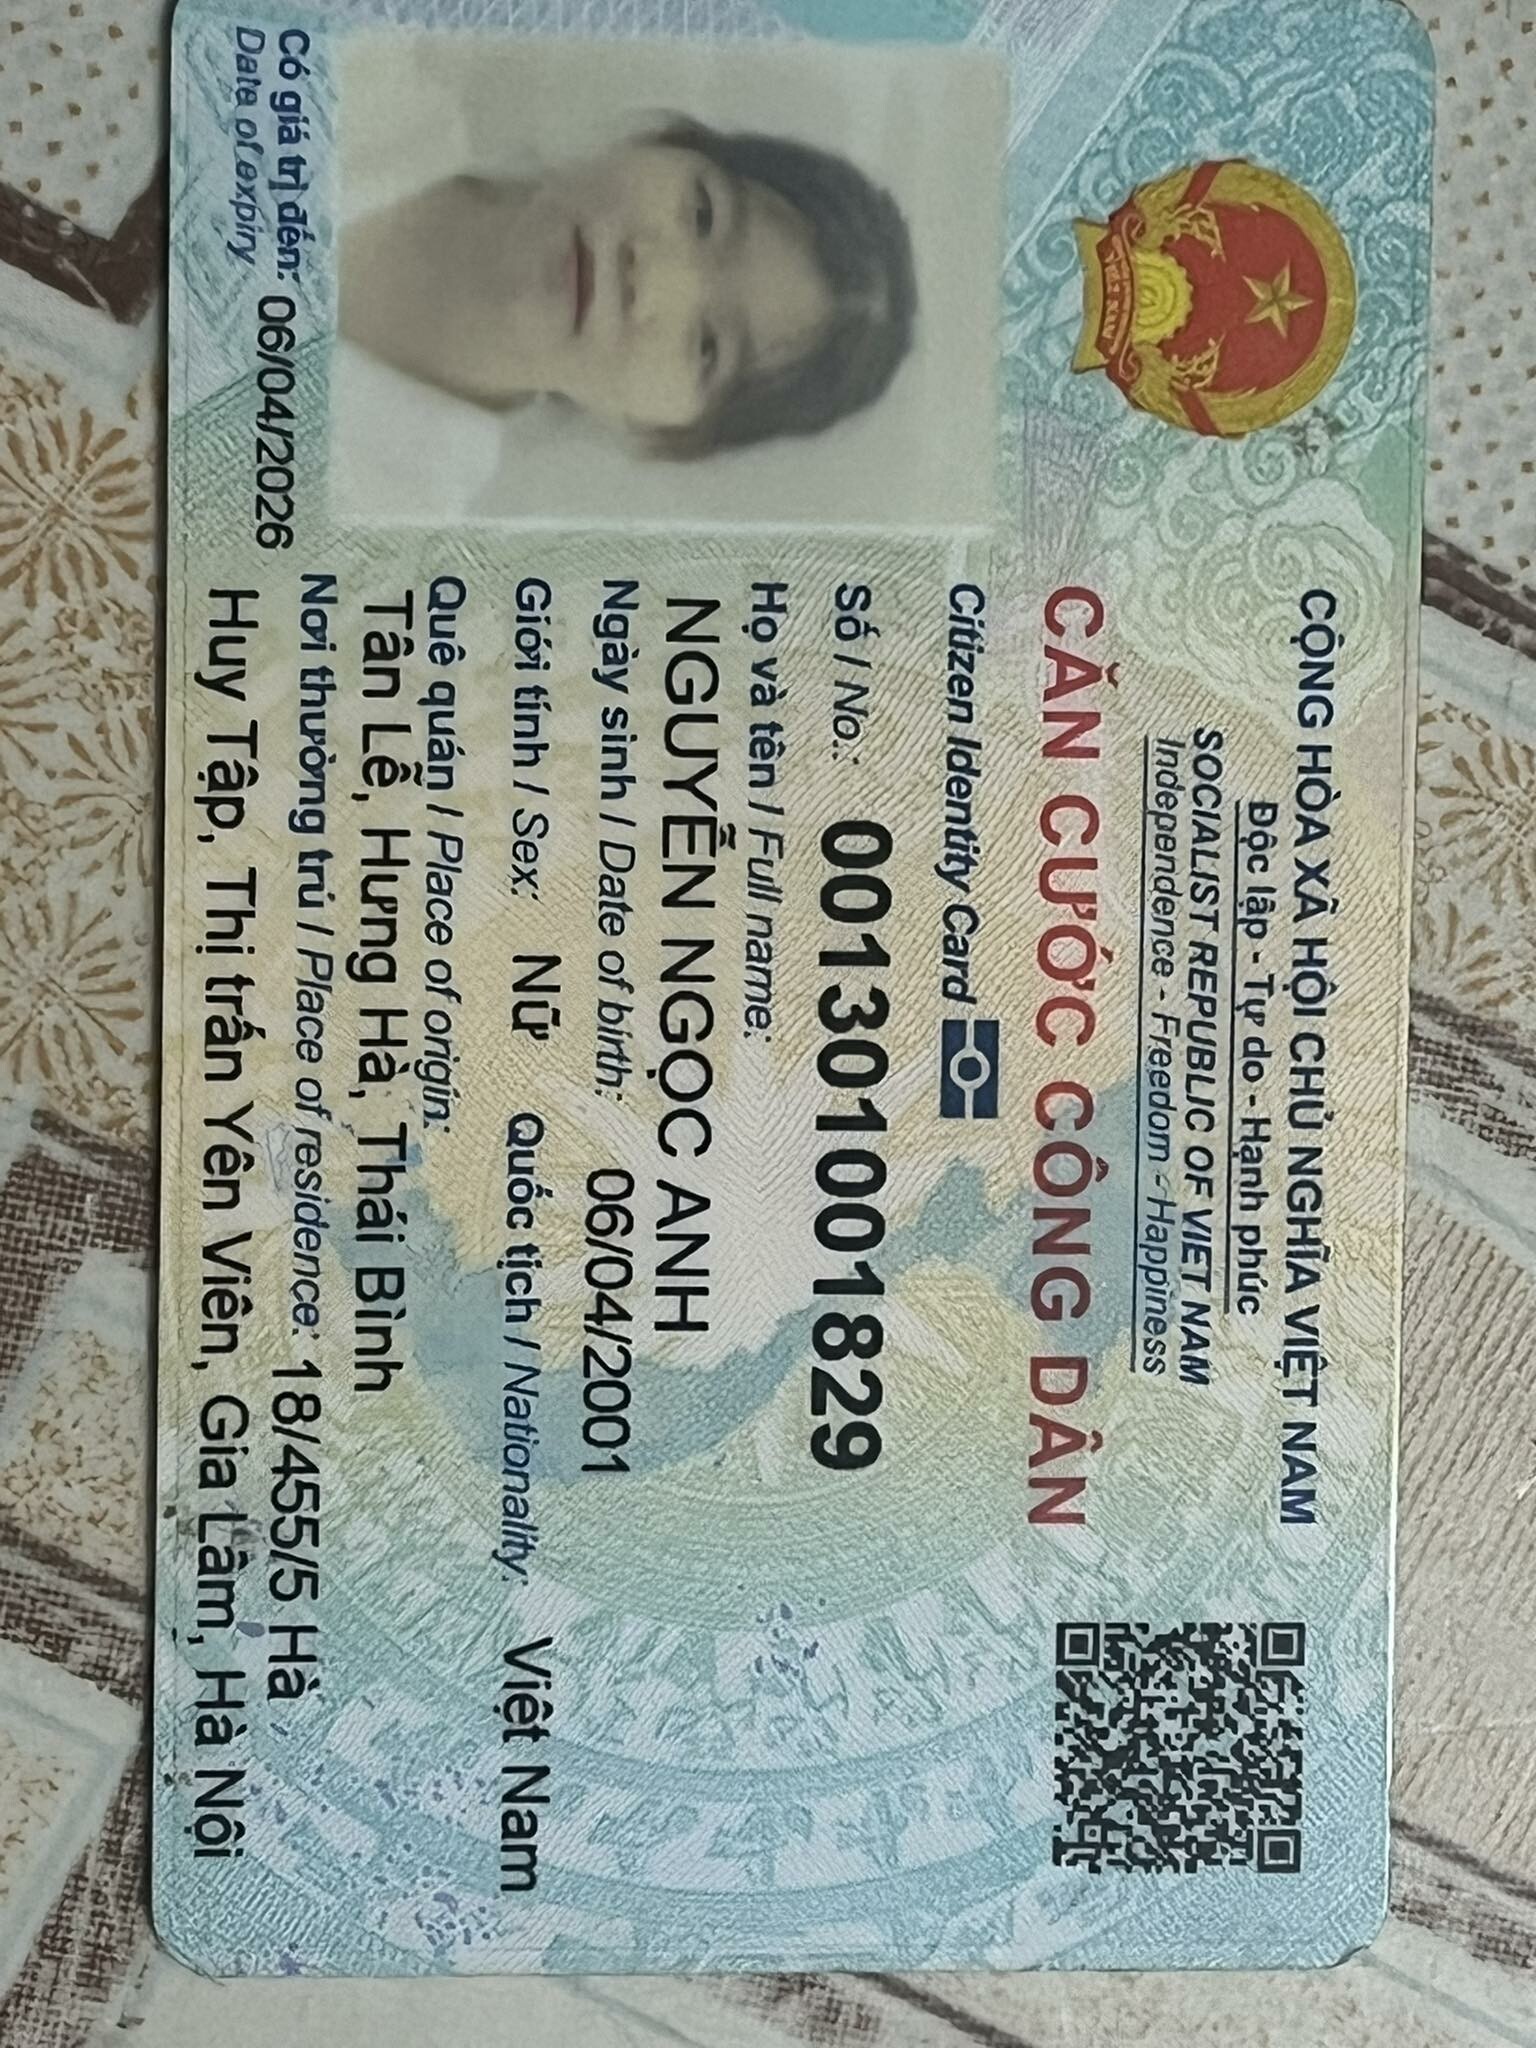 CỘNG HÒA XÃ HỘI CHỦ NGHĨA VIỆT NAM
Độc lập - Tự do - Hạnh phúc
SOCIALIST REPUBLIC OF VIET NAM
Independence - Freedom - Happiness
CĂN CƯỚC CÔNG DÂN
Citizen Identity Card
Số / No.: 001301001829
Họ và tên / Full name:
NGUYỄN NGỌC ANH
Ngày sinh / Date of birth: 06/04/2001
Giới tính / Sex: Nữ Quốc tịch / Nationality: Việt Nam
Quê quán / Place of origin:
Tân Lễ, Hưng Hà, Thái Bình
Nơi thường trú / Place of residence: 18/455/5 Hà
Huy Tập, Thị trấn Yên Viên, Gia Lâm, Hà Nội
Có giá trị đến: 06/04/2026
Date of expiry